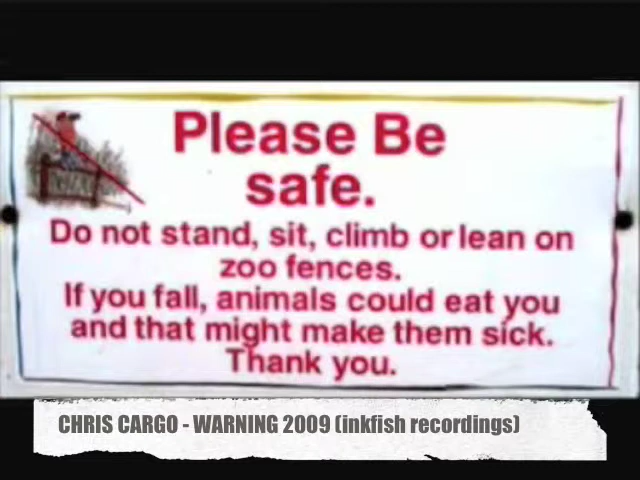 Please Be
safe.
Do not stand, sit, climb or lean on
zoo fences.
If you fall, animals could eat you
and that might make them sick.
Thank you.
CHRIS CARGO - WARNING 2009 (inkfish recordings)